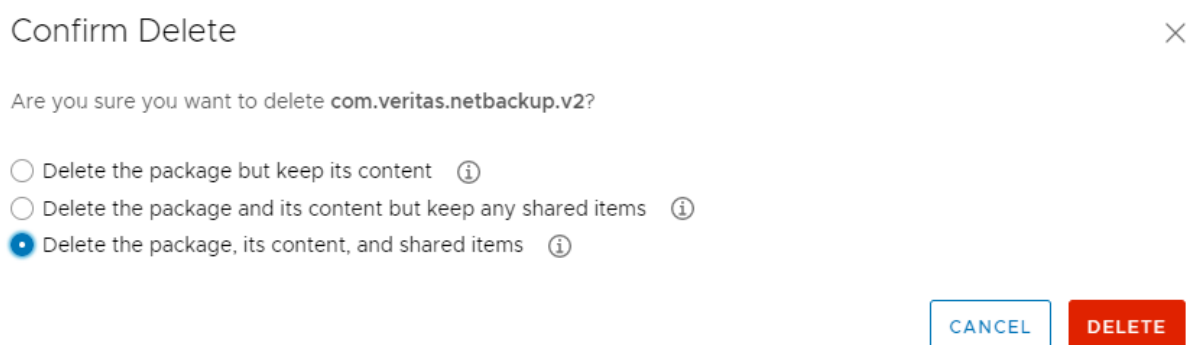 Confirm Delete
Are you sure you want to delete com.veritas.netbackup.v2?
Delete the package but keep its content
Delete the package and its content but keep any shared items
Delete the package, its content, and shared items
CANCEL DELETE